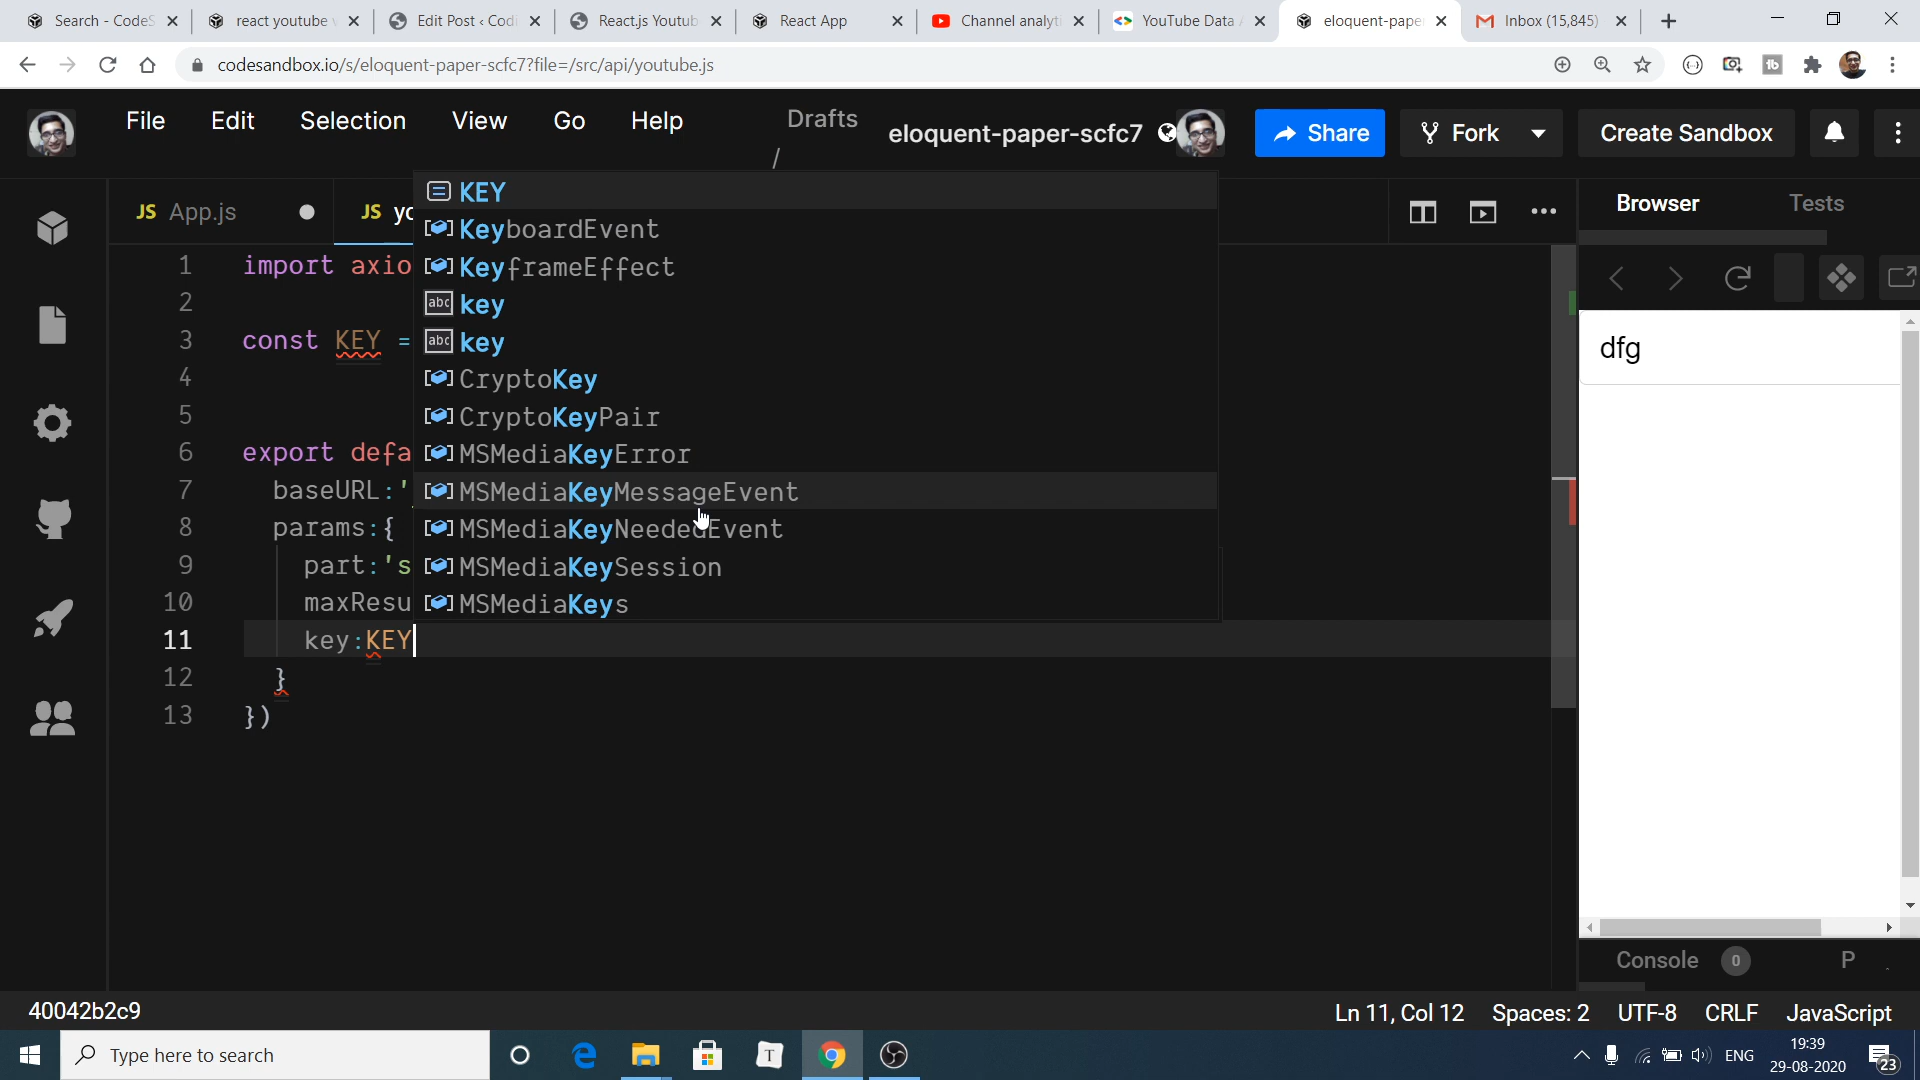 Search - CodeS
react youtube v
Edit Post ‹ Codi
React.js Youtub
React App
Channel analyti
YouTube Data A
eloquent-paper
Inbox (15,845)
codesandbox.io/s/eloquent-paper-scfc7?file=/src/api/youtube.js
File Edit Selection View Go Help
Drafts
/
eloquent-paper-scfc7
Share
Fork
Create Sandbox
JS App.js
JS yo
Browser
Tests
KEY
KeyboardEvent
KeyframeEffect
key
key
CryptoKey
CryptoKeyPair
MSMediaKeyError
MSMediaKeyMessageEvent
MSMediaKeyNeededEvent
MSMediaKeySession
MSMediaKeys
1 import axio
2
3 const KEY =
4
5
6 export defa
7 baseURL:'
8 params:{
9 part:'s
10 maxResu
11 key:KEY
12 }
13 })
dfg
Console 0
P
40042b2c9
Ln 11, Col 12 Spaces: 2 UTF-8 CRLF JavaScript
Type here to search
ENG
19:39
29-08-2020
23